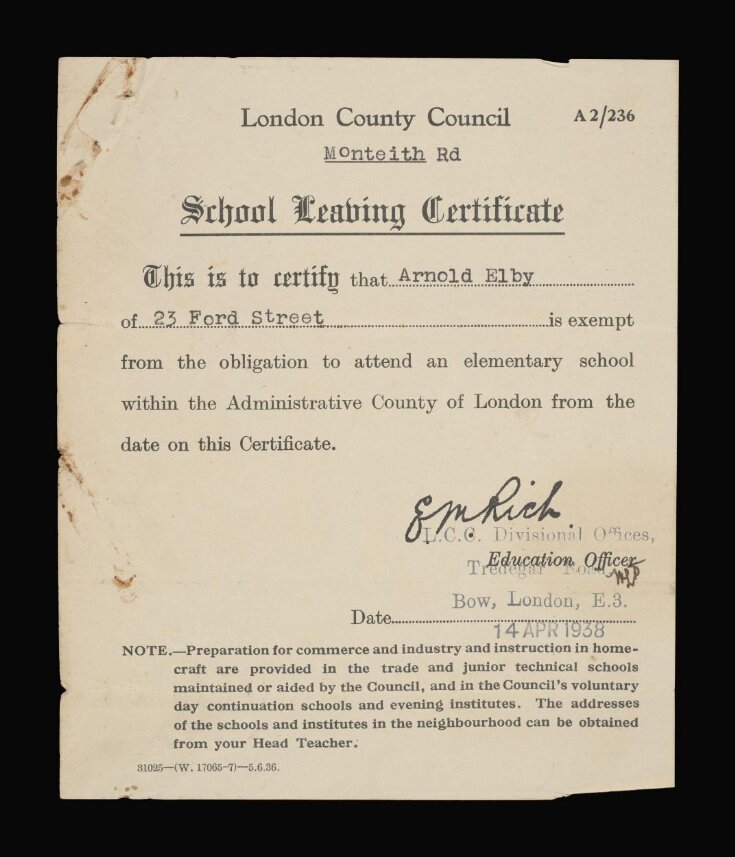 London County Council
A2/236
Monteith Rd
School Leaving Certificate
This is to certify that Arnold Elby
of 23 Ford Street is exempt
from the obligation to attend an elementary school
within the Administrative County of London from the
date on this Certificate.
E M Rich
L.C.C. Divisional Offices,
Education Officer
Tredegar Road
Bow, London, E.3.
Date
14 APR 1938
NOTE.—Preparation for commerce and industry and instruction in home-
craft are provided in the trade and junior technical schools
maintained or aided by the Council, and in the Council's voluntary
day continuation schools and evening institutes. The addresses
of the schools and institutes in the neighbourhood can be obtained
from your Head Teacher.
31025—(W. 17065-7)—5.6.36.